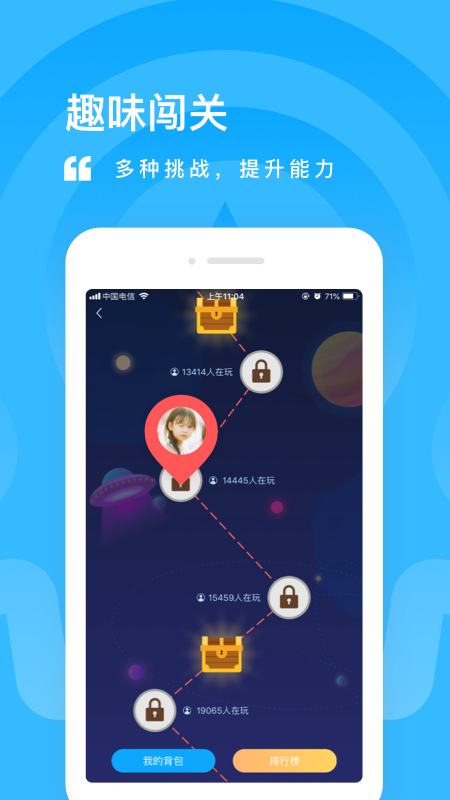 趣味闯关
多种挑战，提升能力
中国电信 上午11:04 71%
13414人在玩
14445人在玩
15459人在玩
19065人在玩
我的背包 排行榜